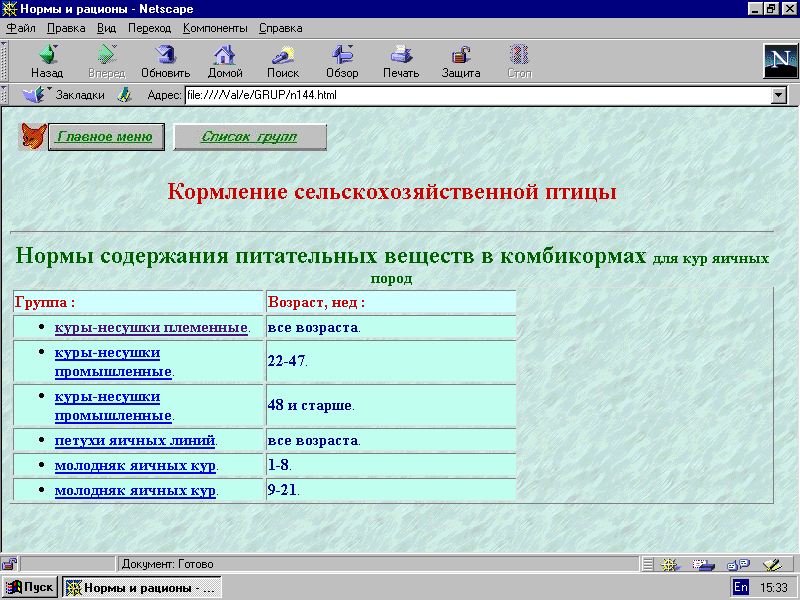 Нормы и рационы - Netscape
Файл Правка Вид Переход Компоненты Справка
Назад Вперед Обновить Домой Поиск Обзор Печать Защита Стоп
N
Закладки Адрес: file:////Val/e/GRUP/n144.html
Главное меню Список групп
Кормление сельскохозяйственной птицы
Нормы содержания питательных веществ в комбикормах для кур яичных
пород
Группа : Возраст, нед :
куры-несушки племенные. все возраста.
куры-несушки
промышленные. 22-47.
куры-несушки
промышленные. 48 и старше.
петухи яичных линий. все возраста.
молодняк яичных кур. 1-8.
молодняк яичных кур. 9-21.
Документ: Готово
Пуск Нормы и рационы - ... En 15:33